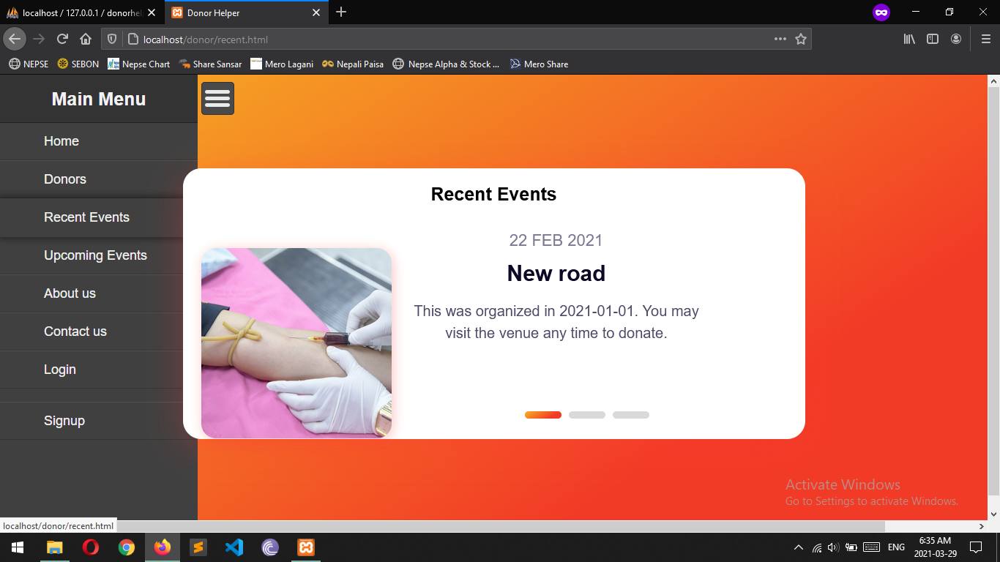 localhost / 127.0.0.1 / donorhel
Donor Helper
localhost/donor/recent.html
NEPSE
SEBON
Nepse Chart
Share Sansar
Mero Lagani
Nepali Paisa
Nepse Alpha & Stock ...
Mero Share
Main Menu
Home
Donors
Recent Events
Upcoming Events
About us
Contact us
Login
Signup
Recent Events
22 FEB 2021
New road
This was organized in 2021-01-01. You may
visit the venue any time to donate.
Activate Windows
Go to Settings to activate Windows.
localhost/donor/recent.html
ENG
6:35 AM
2021-03-29